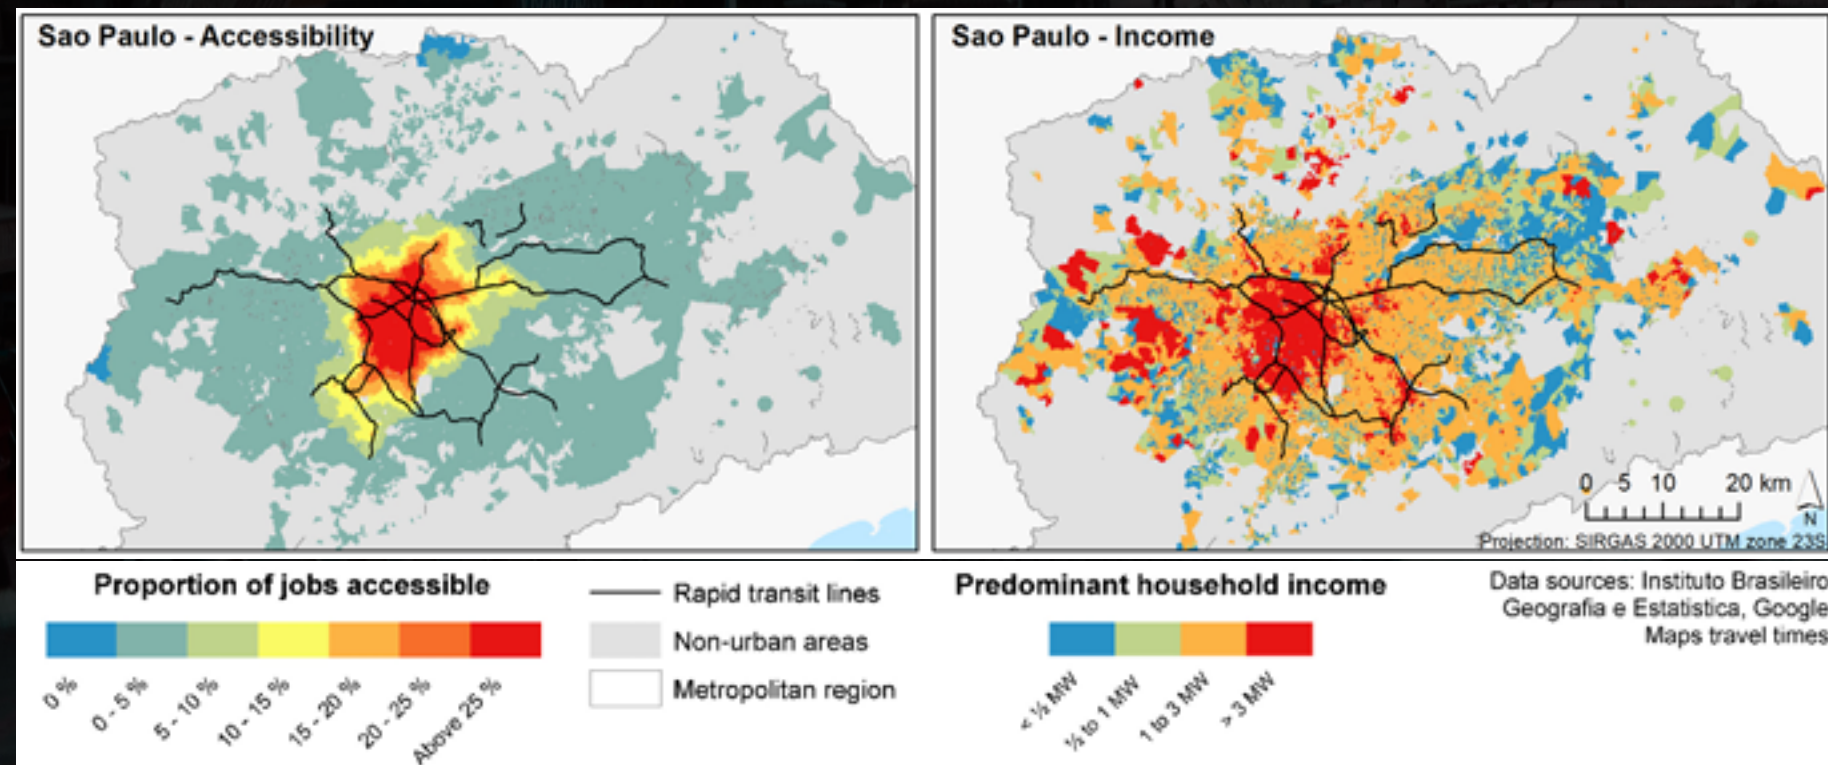 Sao Paulo - Accessibility
Sao Paulo - Income
0 5 10 20 km
N
Projection: SIRGAS 2000 UTM zone 23S
Proportion of jobs accessible
0 %
0 - 5 %
5 - 10 %
10 - 15 %
15 - 20 %
20 - 25 %
Above 25 %
Rapid transit lines
Non-urban areas
Metropolitan region
Predominant household income
< ½ MW
½ to 1 MW
1 to 3 MW
> 3 MW
Data sources: Instituto Brasileiro
Geografia e Estatistica, Google
Maps travel times